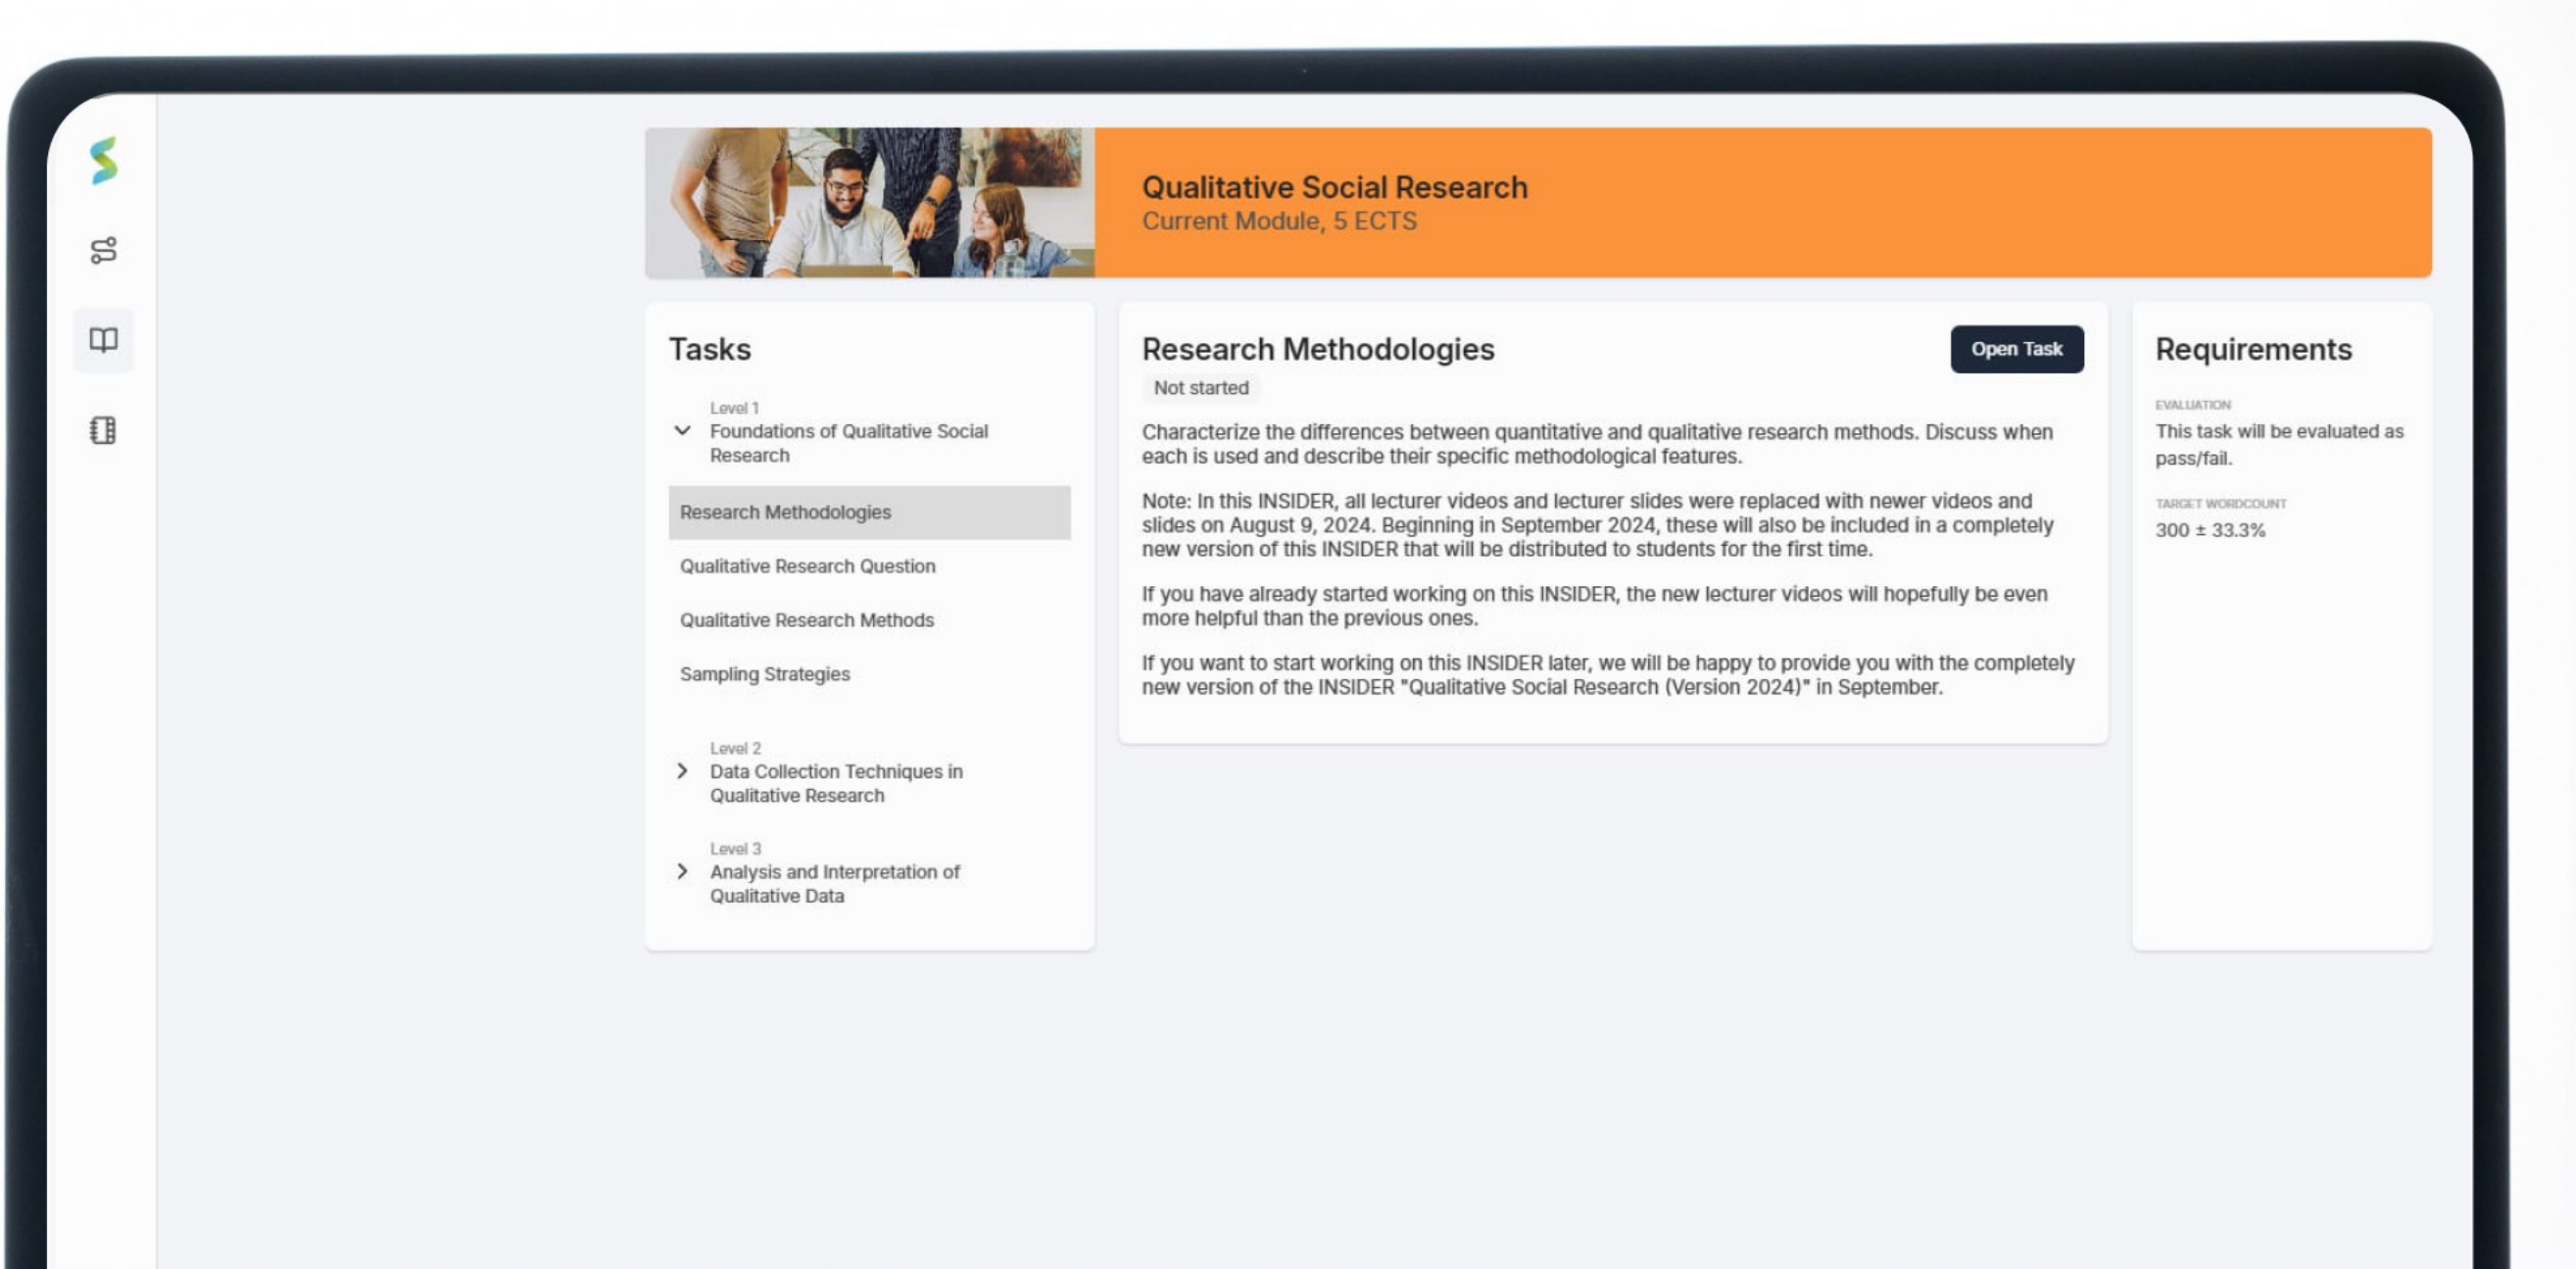 Qualitative Social Research
Current Module, 5 ECTS
Tasks
Level 1
Foundations of Qualitative Social
Research
Research Methodologies
Qualitative Research Question
Qualitative Research Methods
Sampling Strategies
Level 2
Data Collection Techniques in
Qualitative Research
Level 3
Analysis and Interpretation of
Qualitative Data
Research Methodologies
Open Task
Not started
Characterize the differences between quantitative and qualitative research methods. Discuss when
each is used and describe their specific methodological features.
Note: In this INSIDER, all lecturer videos and lecturer slides were replaced with newer videos and
slides on August 9, 2024. Beginning in September 2024, these will also be included in a completely
new version of this INSIDER that will be distributed to students for the first time.
If you have already started working on this INSIDER, the new lecturer videos will hopefully be even
more helpful than the previous ones.
If you want to start working on this INSIDER later, we will be happy to provide you with the completely
new version of the INSIDER "Qualitative Social Research (Version 2024)" in September.
Requirements
EVALUATION
This task will be evaluated as
pass/fail.
TARGET WORDCOUNT
300 ± 33.3%